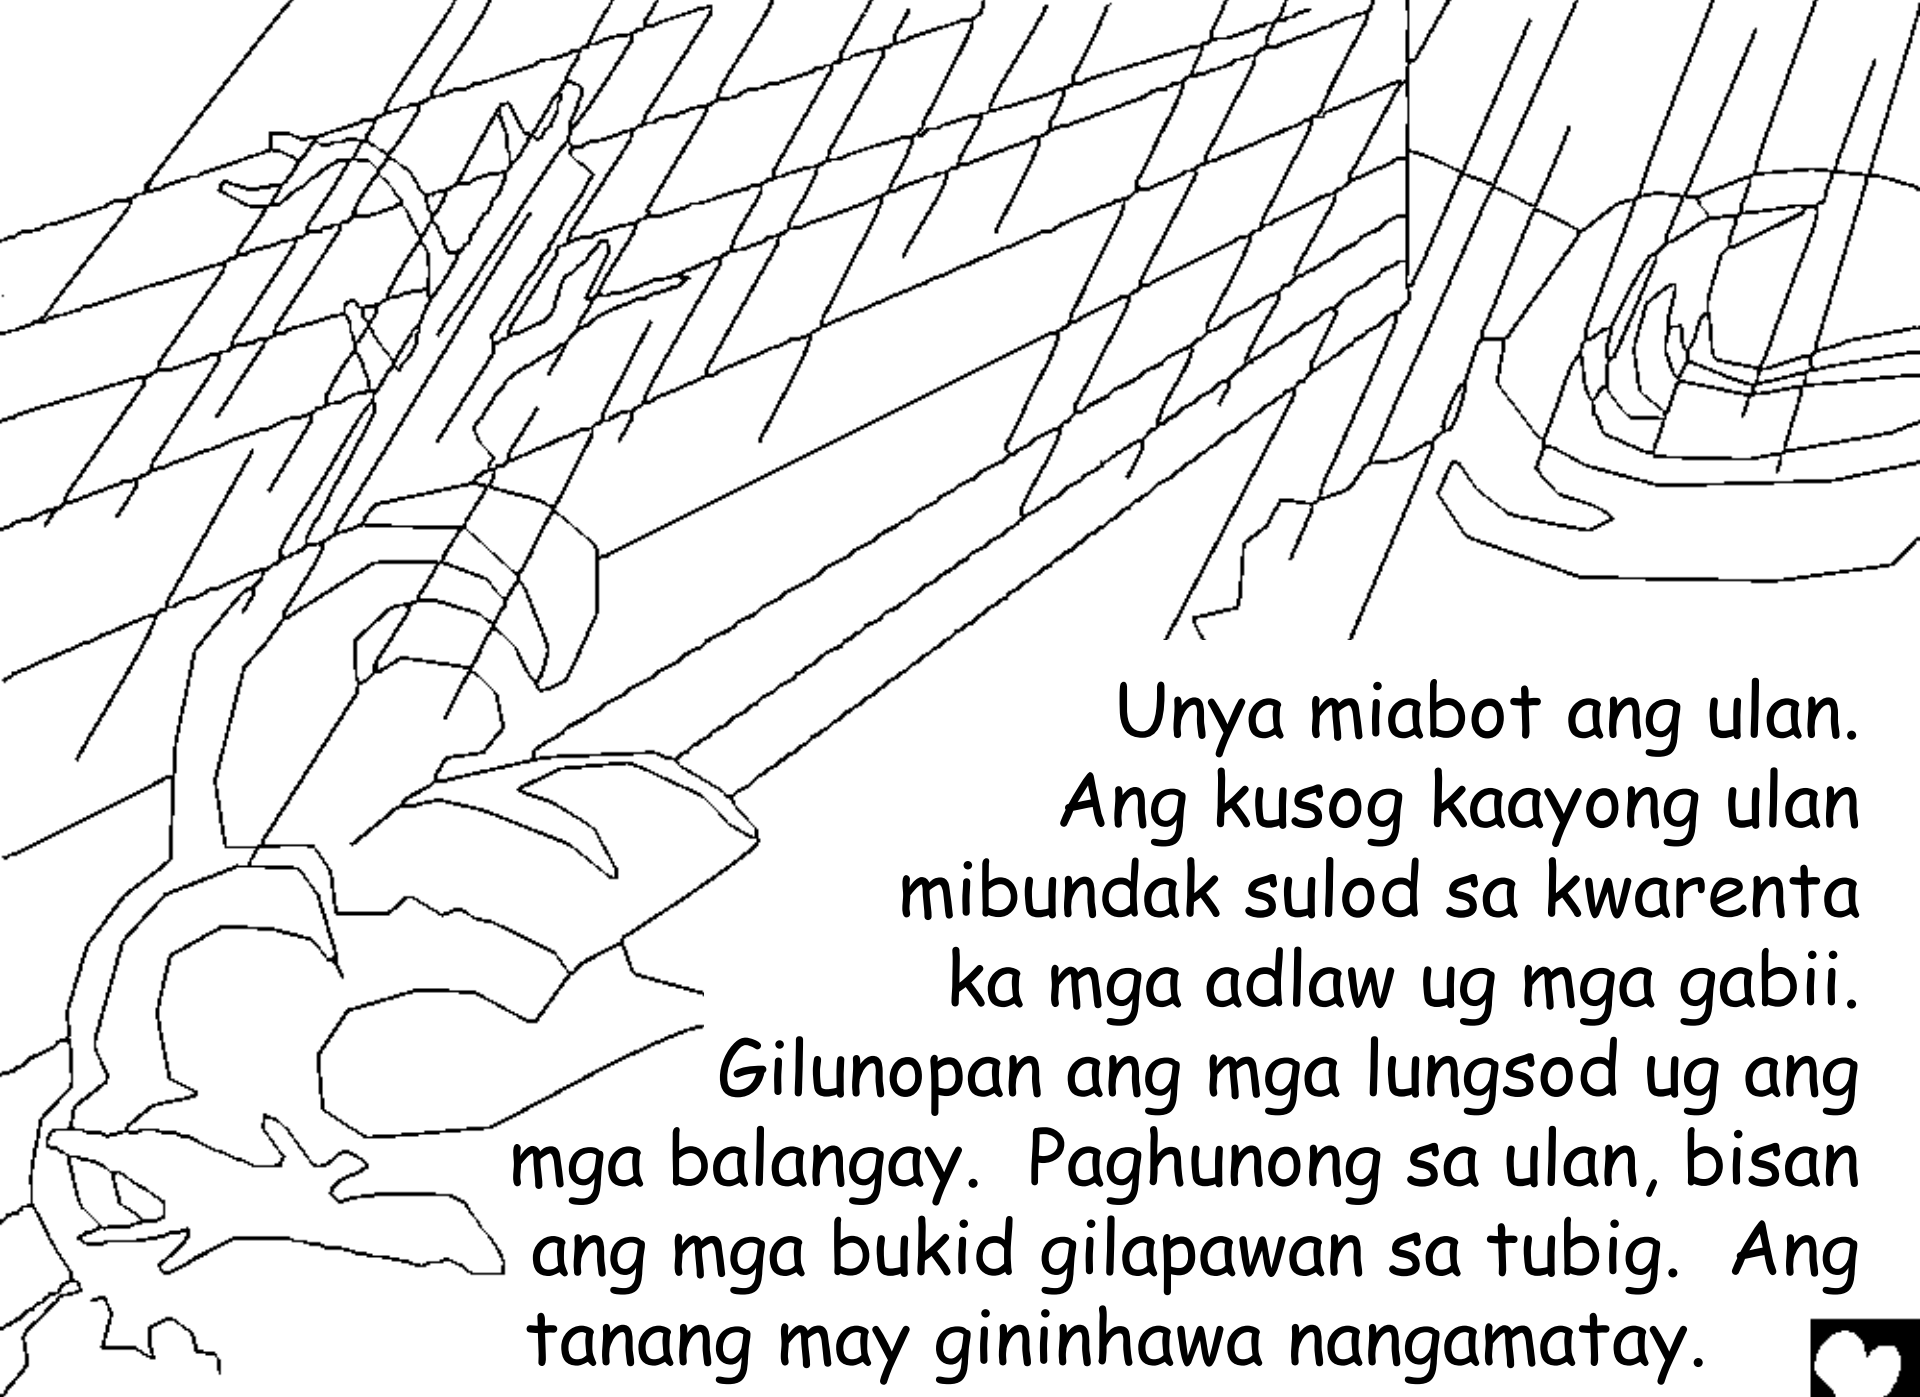 Unya miabot ang ulan.
Ang kusog kaayong ulan
mibundak sulod sa kwarenta
ka mga adlaw ug mga gabii.
Gilunopan ang mga lungsod ug ang
mga balangay. Paghunong sa ulan, bisan
ang mga bukid gilapawan sa tubig. Ang
tanang may gininhawa nangamatay.